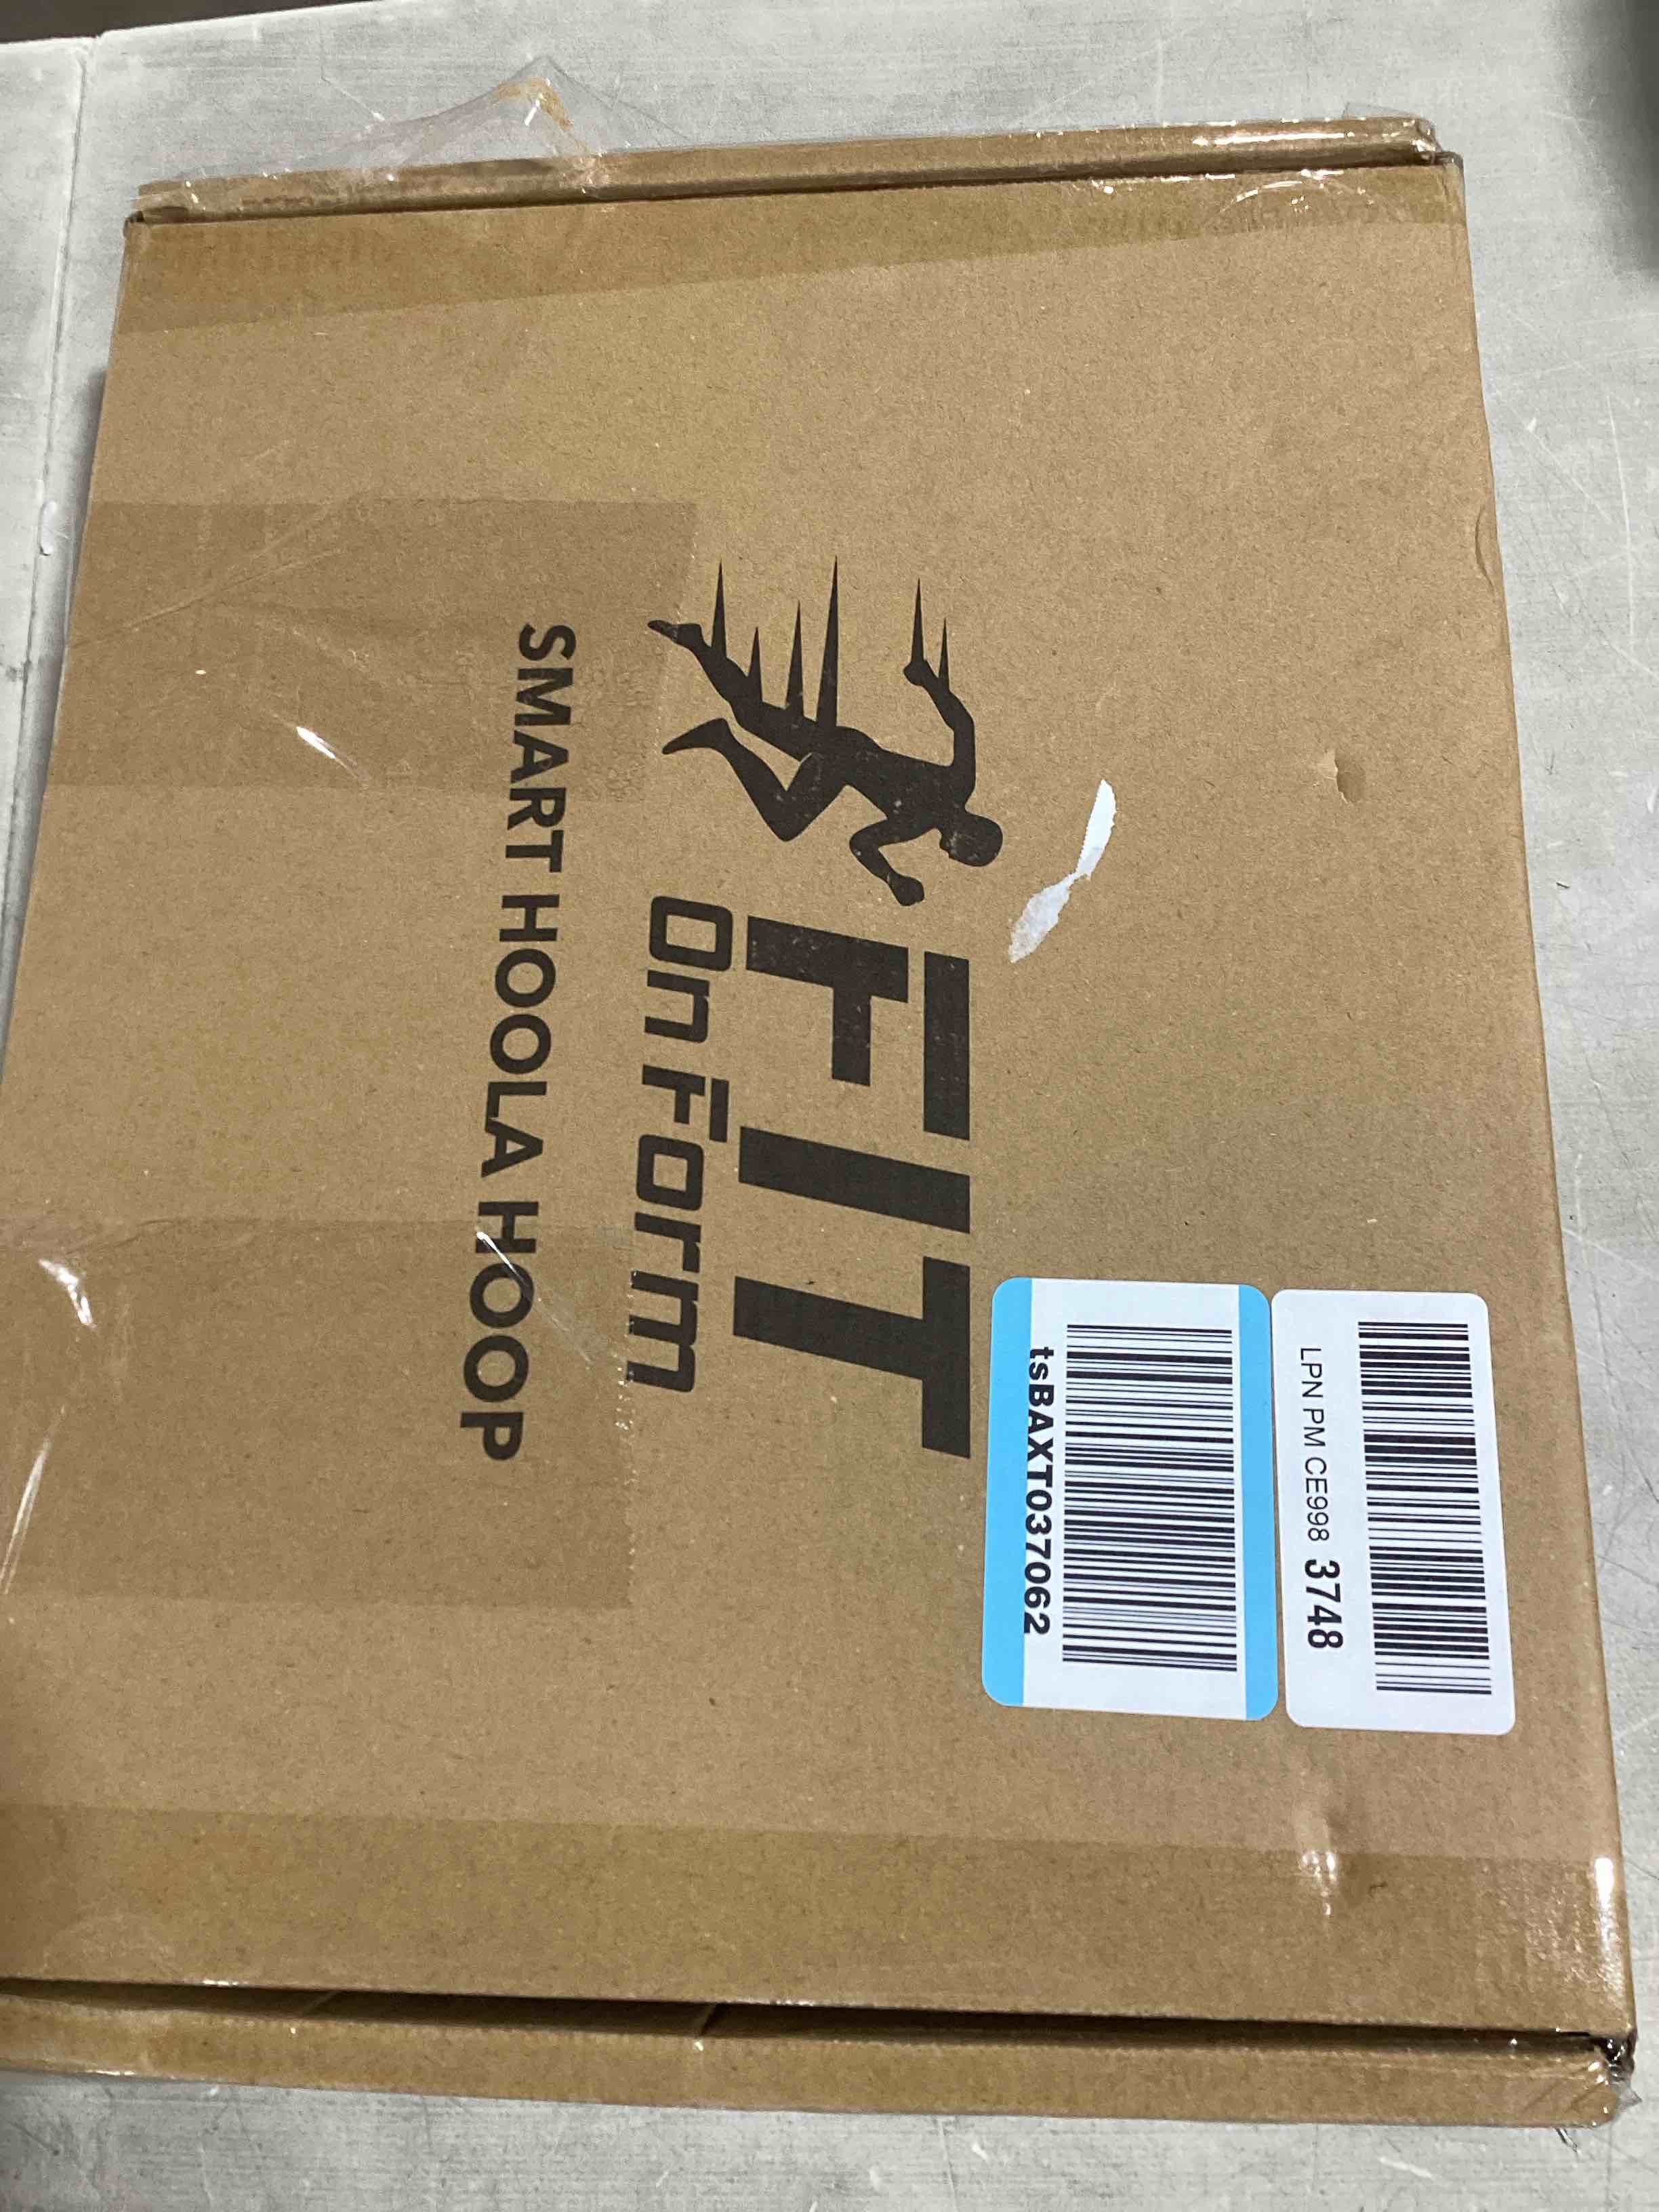 LPN PM CE998 3748
tsBAXT037062
FIT
On Form
SMART HOOLA HOOP